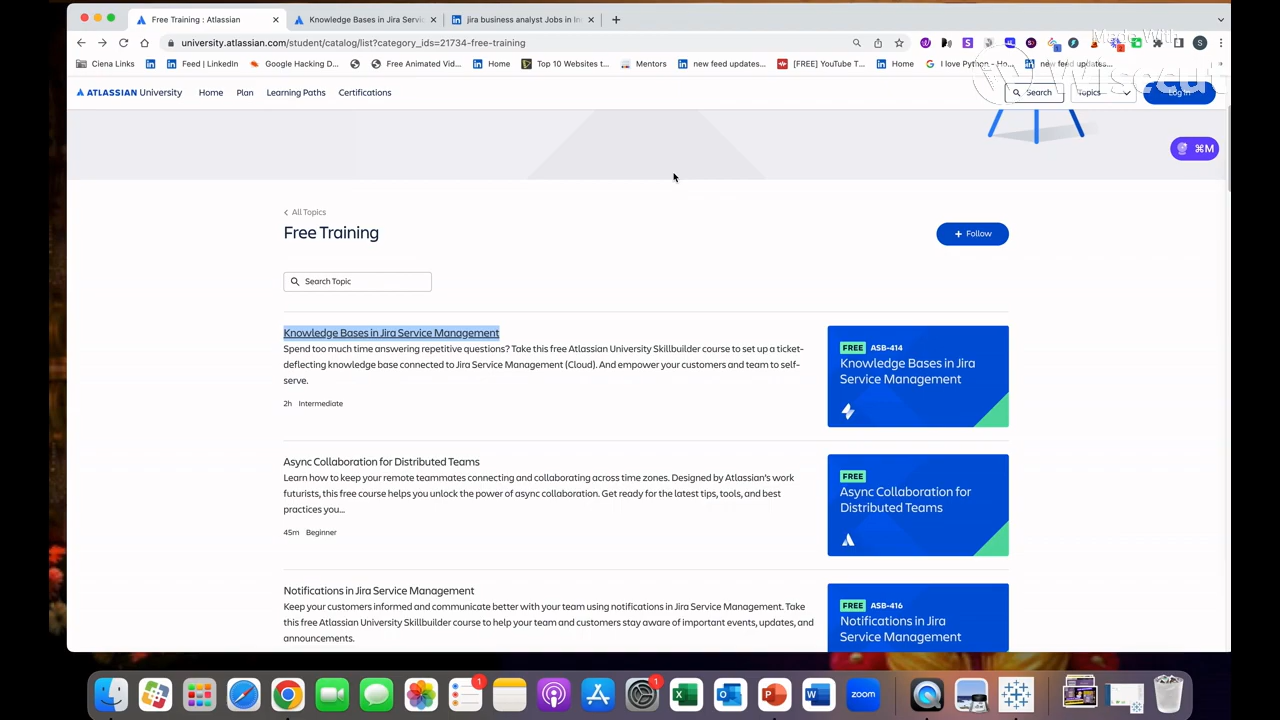 Free Training : Atlassian
Knowledge Bases in Jira Servic
jira business analyst Jobs in In
university.atlassian.com/student/catalog/list?category_ids=21734-free-training
S
Ciena Links
Feed | LinkedIn
Google Hacking D...
Free Animated Vid...
Home
Top 10 Websites t...
Mentors
new feed updates...
[FREE] YouTube T...
Home
I love Python - Ho...
new feed updates...
Made With
Wisecut
ATLASSIAN University
Home
Plan
Learning Paths
Certifications
Search
Topics
Log in
⌘M
All Topics
Free Training
+ Follow
Search Topic
Knowledge Bases in Jira Service Management
Spend too much time answering repetitive questions? Take this free Atlassian University Skillbuilder course to set up a ticket-
deflecting knowledge base connected to Jira Service Management (Cloud). And empower your customers and team to self-
serve.
2h Intermediate
FREE ASB-414
Knowledge Bases in Jira
Service Management
Async Collaboration for Distributed Teams
Learn how to keep your remote teammates connecting and collaborating across time zones. Designed by Atlassian's work
futurists, this free course helps you unlock the power of async collaboration. Get ready for the latest tips, tools, and best
practices you...
45m Beginner
FREE
Async Collaboration for
Distributed Teams
Notifications in Jira Service Management
Keep your customers informed and communicate better with your team using notifications in Jira Service Management. Take
this free Atlassian University Skillbuilder course to help your team and customers stay aware of important events, updates, and
announcements.
FREE ASB-416
Notifications in Jira
Service Management
1
1
zoom